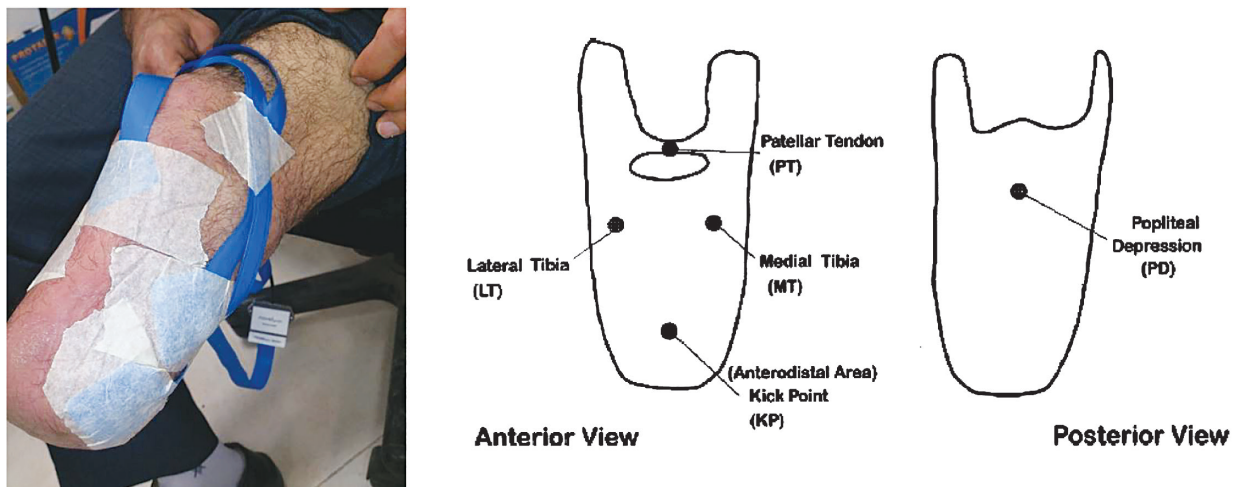 PROTA
Patellar Tendon
(PT)
Lateral Tibia
(LT)
Medial Tibia
(MT)
(Anterodistal Area)
Kick Point
(KP)
Anterior View
Popliteal
Depression
(PD)
Posterior View